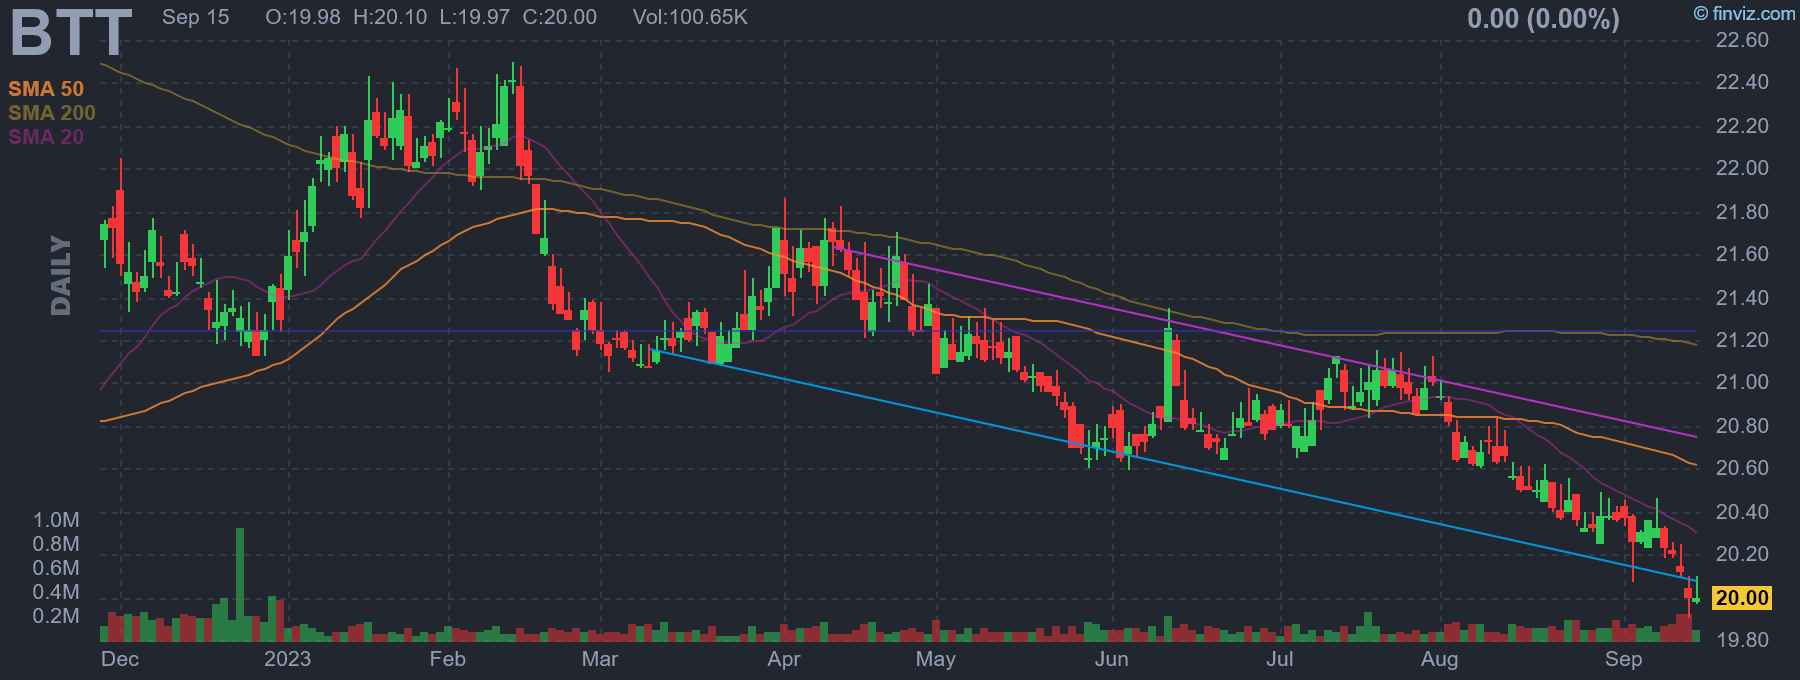 BTT Sep 15 O:19.98 H:20.10 L:19.97 C:20.00 Vol:100.65K 0.00 (0.00%) © finviz.com
SMA 50
SMA 200
SMA 20
DAILY
22.60
22.40
22.20
22.00
21.80
21.60
21.40
21.20
21.00
20.80
20.60
20.40
20.20
20.00
19.80
1.0M
0.8M
0.6M
0.4M
0.2M
Dec 2023 Feb Mar Apr May Jun Jul Aug Sep